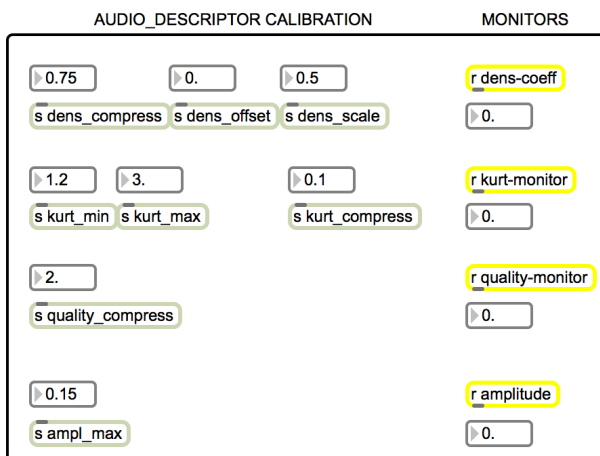 AUDIO_DESCRIPTOR CALIBRATION MONITORS
0.75 0. 0.5 r dens-coeff
s dens_compress s dens_offset s dens_scale 0.
1.2 3. 0.1 r kurt-monitor
s kurt_min s kurt_max s kurt_compress 0.
2. r quality-monitor
s quality_compress 0.
0.15 r amplitude
s ampl_max 0.